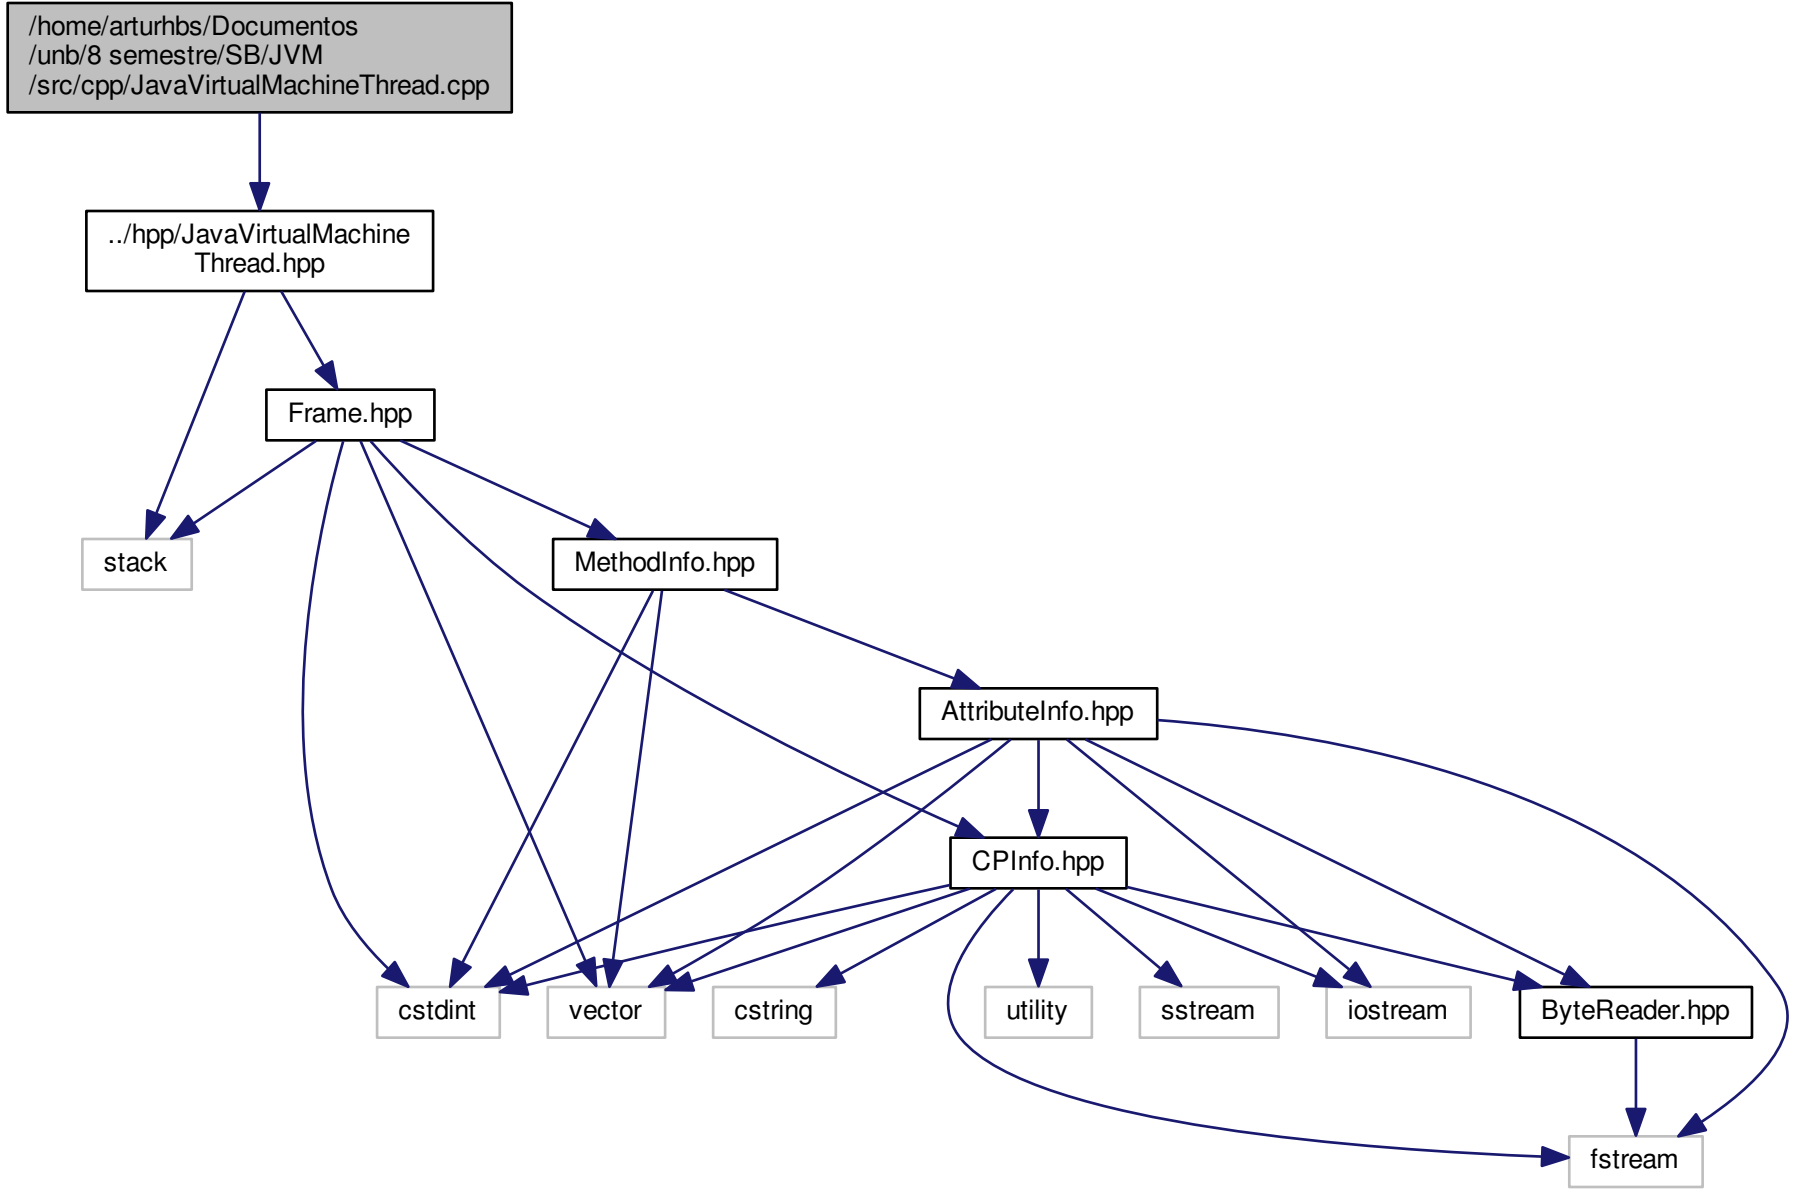 /home/arturhbs/Documentos
/unb/8 semestre/SB/JVM
/src/cpp/JavaVirtualMachineThread.cpp
../hpp/JavaVirtualMachine
Thread.hpp
Frame.hpp
stack
MethodInfo.hpp
AttributeInfo.hpp
CPInfo.hpp
cstdint
vector
cstring
utility
sstream
iostream
ByteReader.hpp
fstream